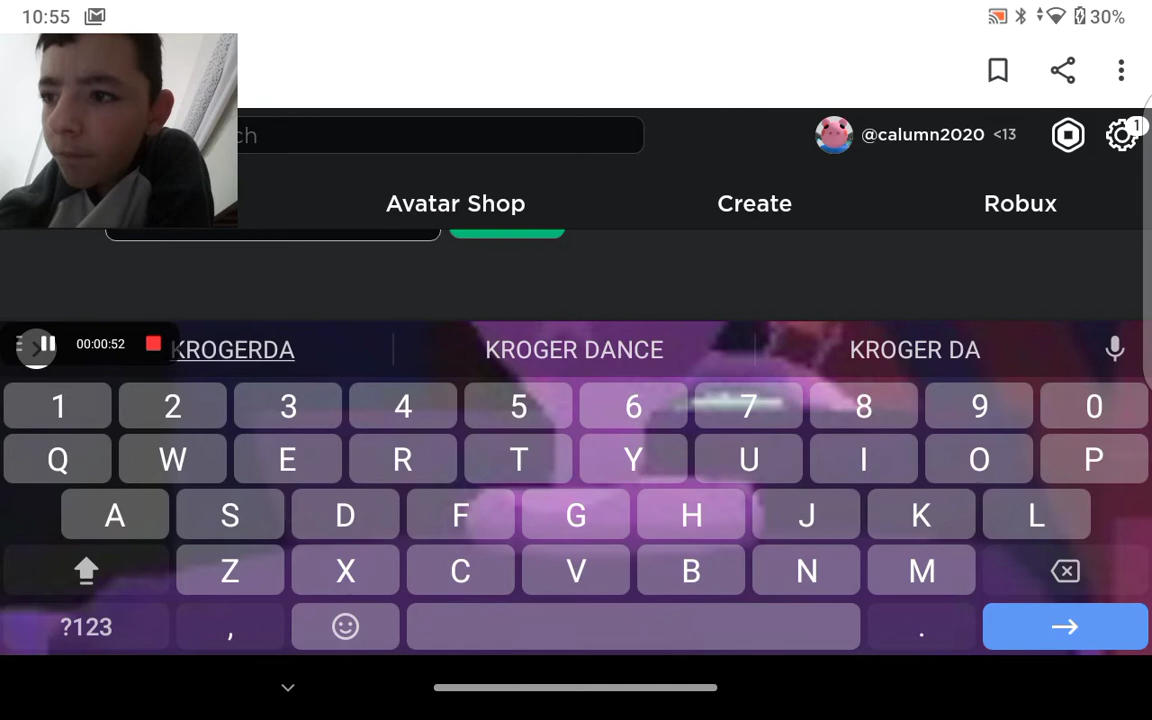 10:55
30%
ch
@calumn2020 <13
1
Avatar Shop Create Robux
00:00:52 KROGERDA KROGER DANCE KROGER DA
1 2 3 4 5 6 7 8 9 0
Q W E R T Y U I O P
A S D F G H J K L
Z X C V B N M
?123 , .